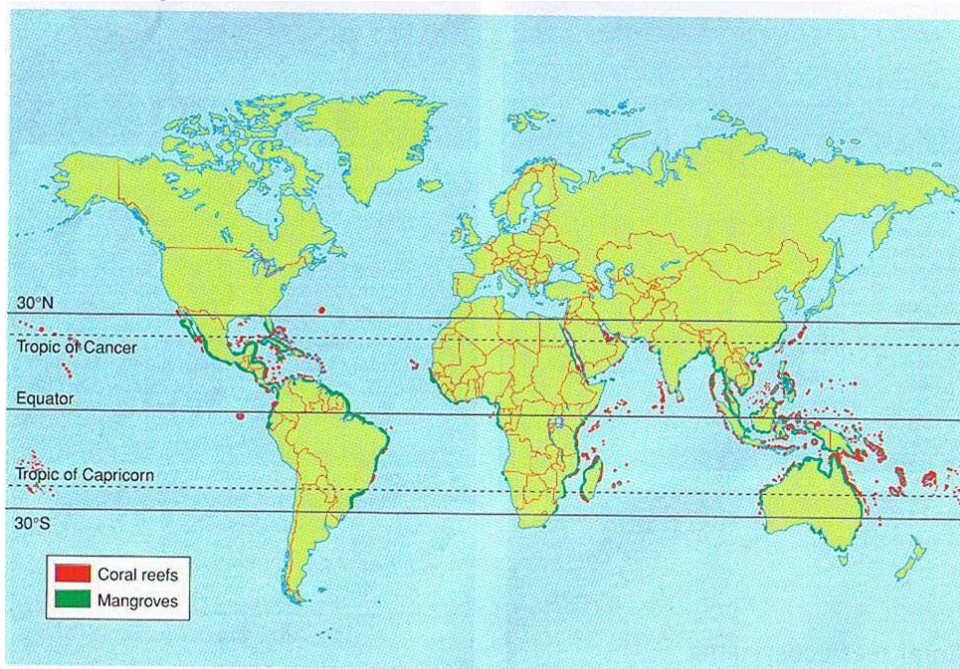 30°N
Tropic of Cancer
Equator
Tropic of Capricorn
30°S
Coral reefs
Mangroves